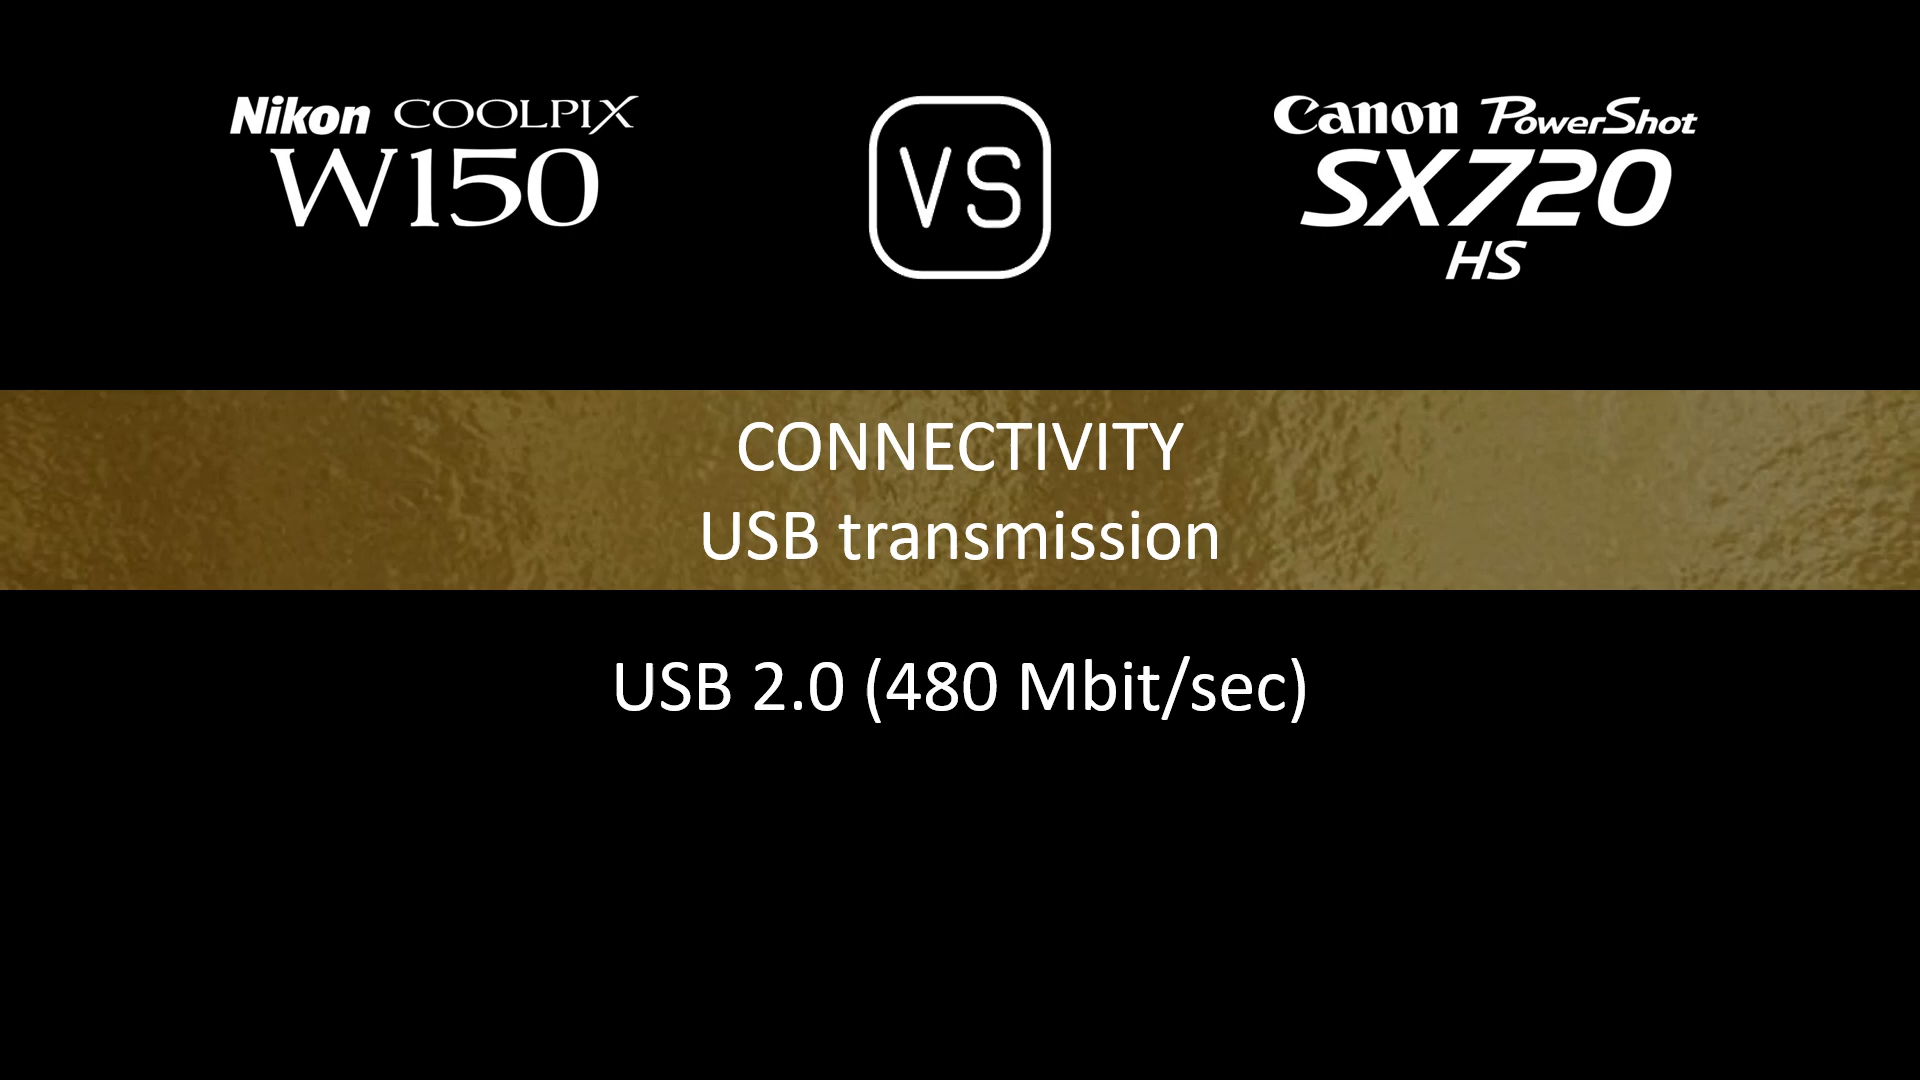 Nikon COOLPIX
W150
VS
Canon PowerShot
SX720
HS
CONNECTIVITY
USB transmission
USB 2.0 (480 Mbit/sec)